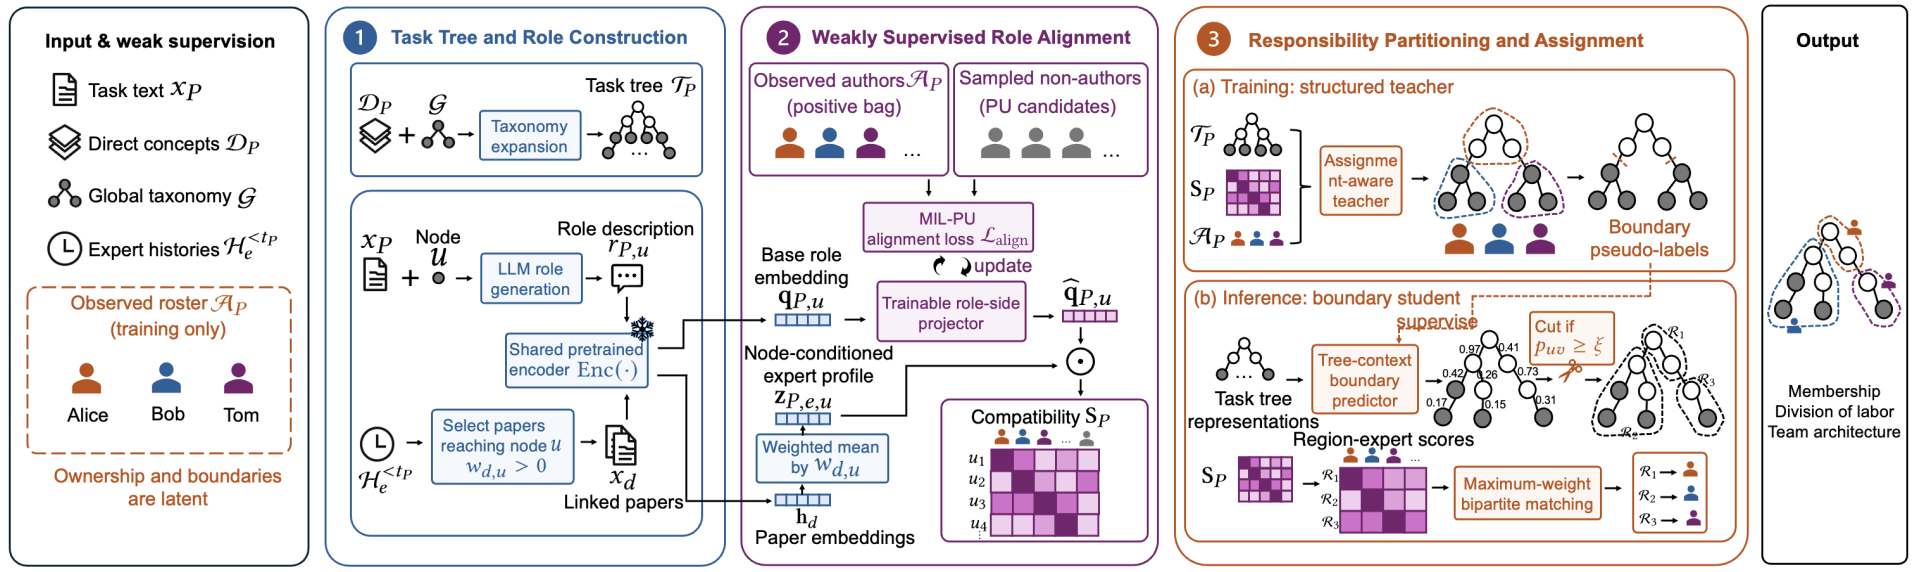 Input & weak supervision
Task text x_P
Direct concepts 𝒟_P
Global taxonomy 𝒢
Expert histories ℋ_e^{<t_P}
Observed roster 𝒜_P
(training only)
Alice Bob Tom
Ownership and boundaries
are latent
1 Task Tree and Role Construction
𝒟_P + 𝒢
Taxonomy
expansion
Task tree 𝒯_P
...
x_P + Node
u
LLM role
generation
Role description
r_{P,u}
Shared pretrained
encoder Enc(·)
ℋ_e^{<t_P}
Select papers
reaching node u
w_{d,u} > 0
x_d
Linked papers
2 Weakly Supervised Role Alignment
Observed authors 𝒜_P
(positive bag)
...
Sampled non-authors
(PU candidates)
...
MIL-PU
alignment loss ℒ_align
update
Base role
embedding
q_{P,u}
Trainable role-side
projector
q̂_{P,u}
Node-conditioned
expert profile
z_{P,e,u}
Weighted mean
by w_{d,u}
h_d
Paper embeddings
Compatibility S_P
...
u_1
u_2
u_3
u_4
⋮
3 Responsibility Partitioning and Assignment
(a) Training: structured teacher
𝒯_P
S_P
𝒜_P
Assignme
nt-aware
teacher
Boundary
pseudo-labels
(b) Inference: boundary student
supervise
...
Task tree
representations
Tree-context
boundary
predictor
0.97 0.41
0.42 0.26 0.73
0.17 0.15 0.31
Cut if
p_{uv} ≥ ξ
ℛ_1
ℛ_2
ℛ_3
Region-expert scores
S_P
...
ℛ_1
ℛ_2
ℛ_3
Maximum-weight
bipartite matching
ℛ_1
ℛ_2
ℛ_3
Output
Membership
Division of labor
Team architecture